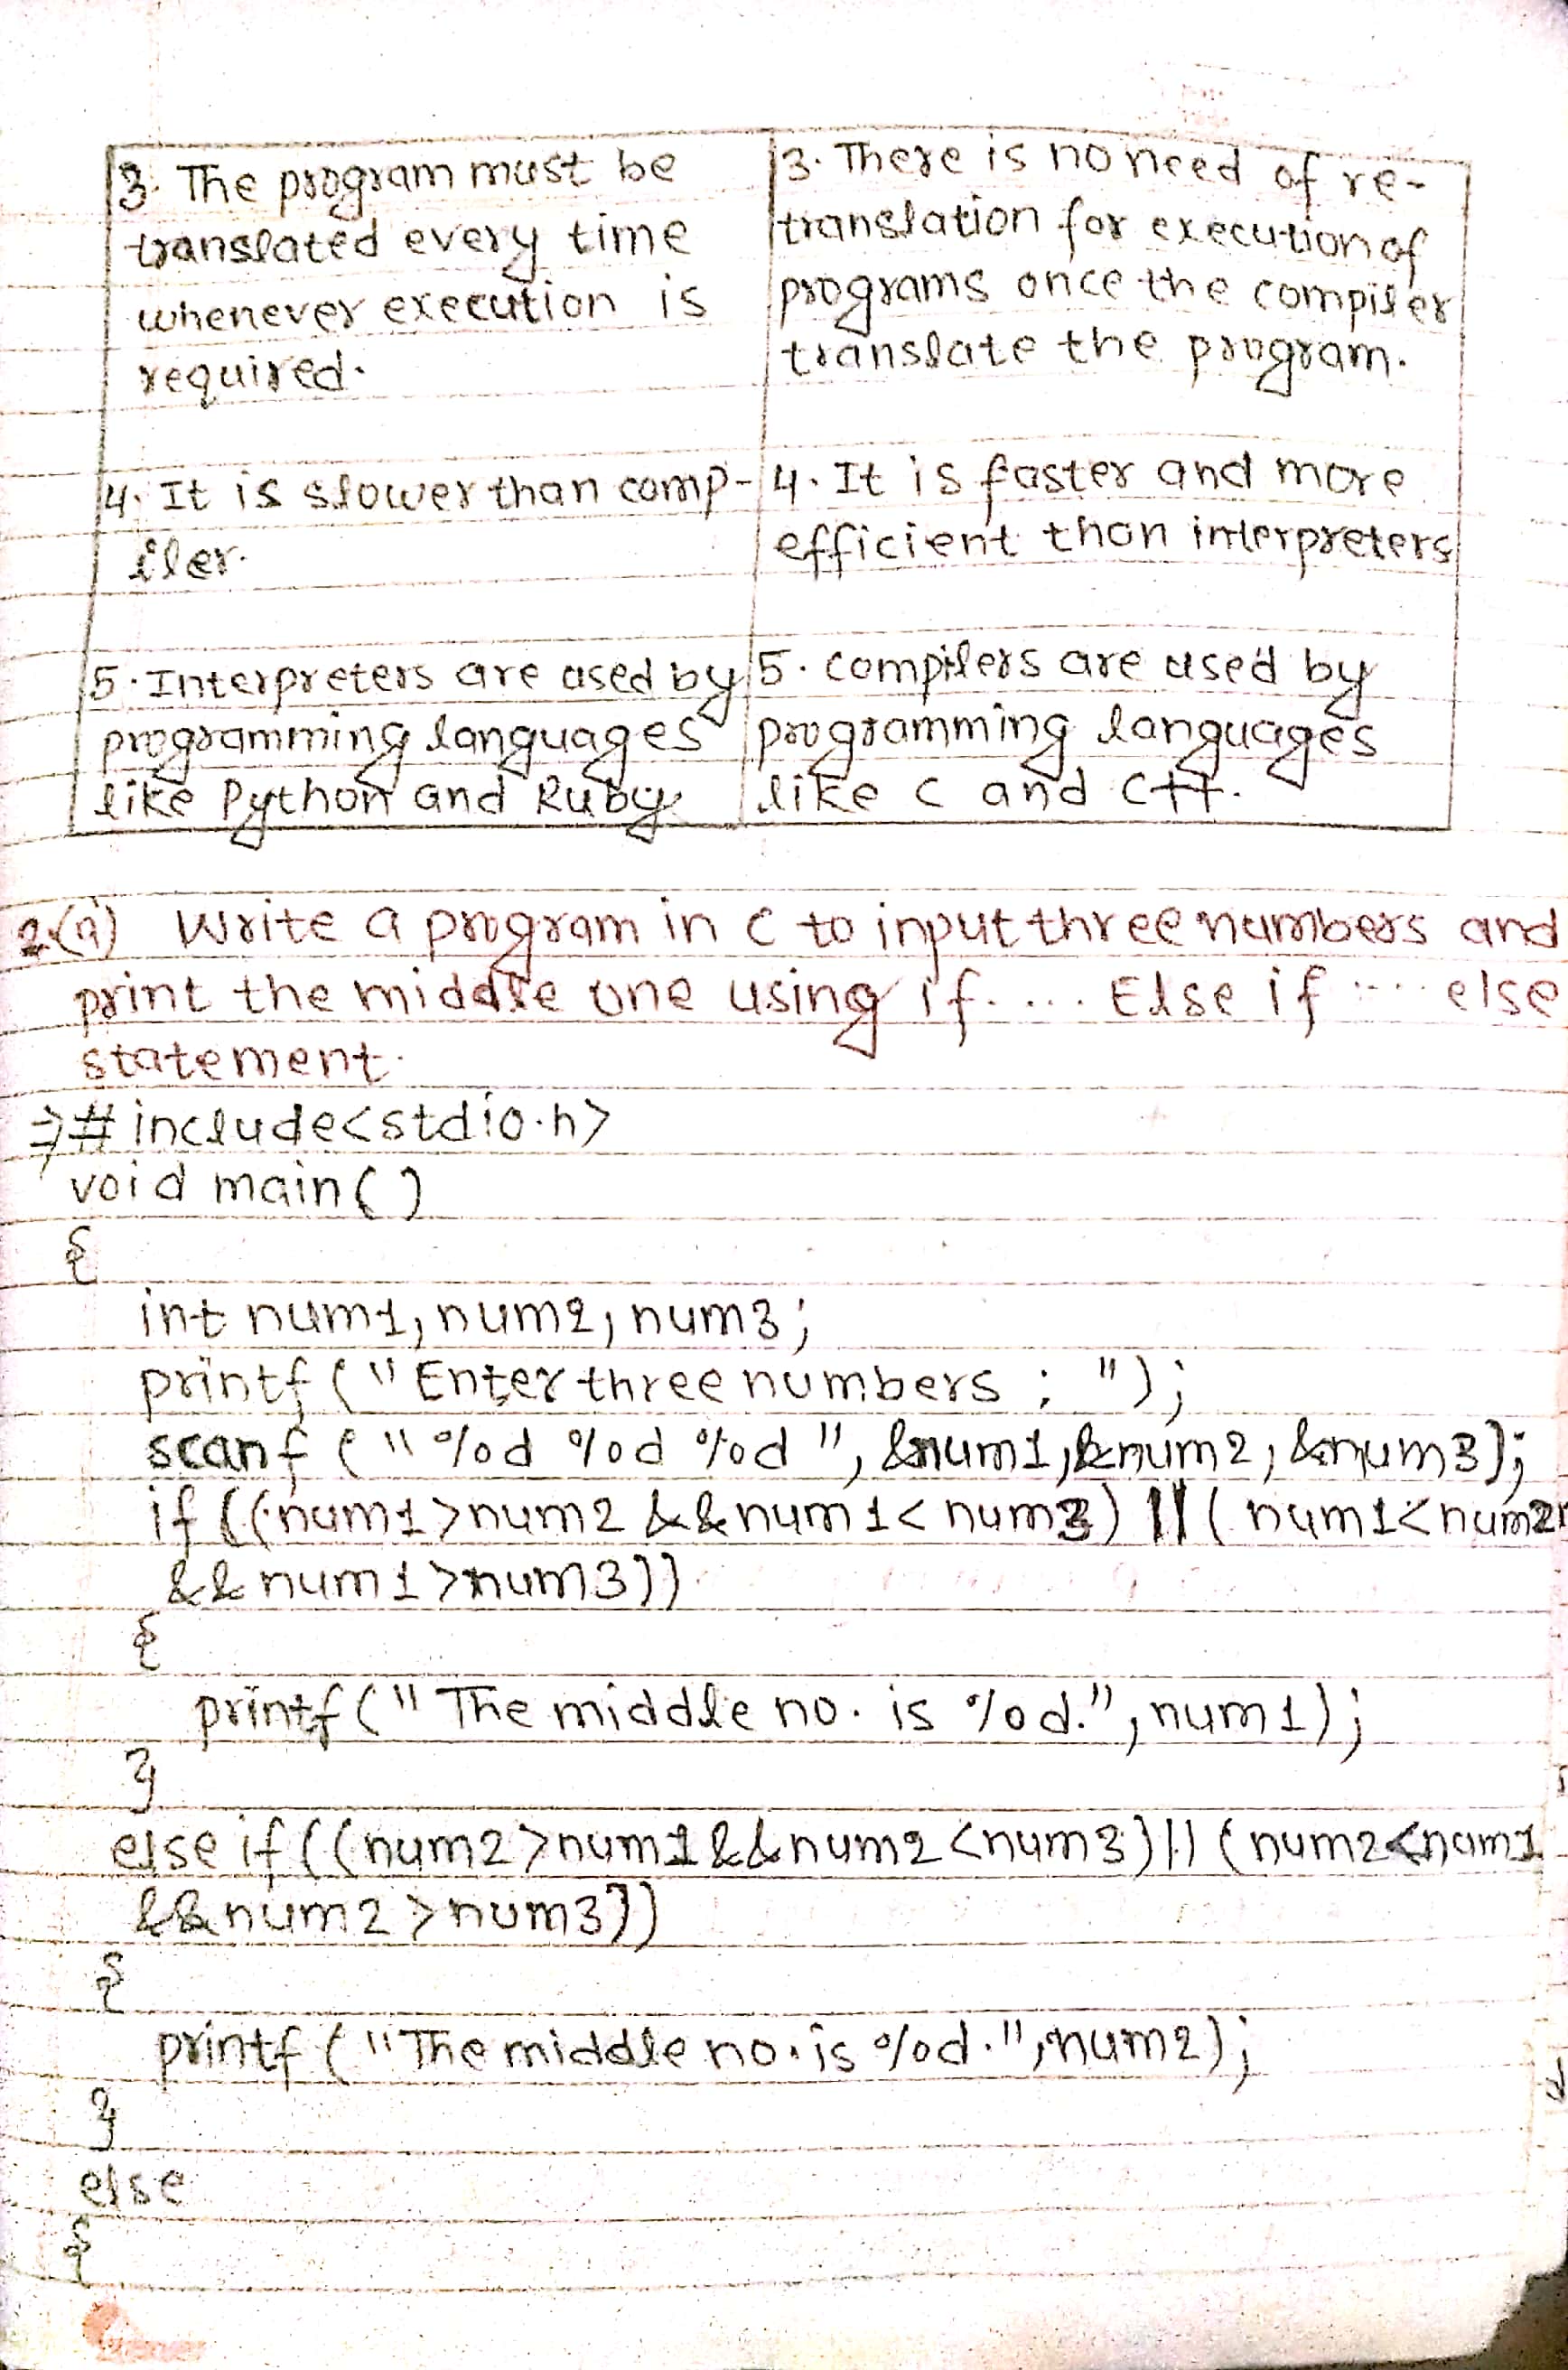 3. The program must be
translated every time
whenever execution is
required.
3. There is no need of re-
translation for execution of
programs once the compiler
translate the program.
4. It is slower than comp-
iler.
4. It is faster and more
efficient than interpreters
5. Interpreters are used by
programming languages
like Python and Ruby
5. compilers are used by
programming languages
like C and C++.
2.(a) Write a program in C to input three numbers and
print the middle one using if.... Else if .... else
statement.
⇒ #include<stdio.h>
void main()
{
int num1, num2, num3;
printf("Enter three numbers : ");
scanf("%d %d %d", &num1, &num2, &num3);
if ((num1>num2 && num1<num3) || (num1<num2
&& num1>num3))
{
printf("The middle no. is %d.", num1);
}
else if ((num2>num1 && num2<num3) || (num2<num1
&& num2>num3))
{
printf("The middle no. is %d.", num2);
}
else
{